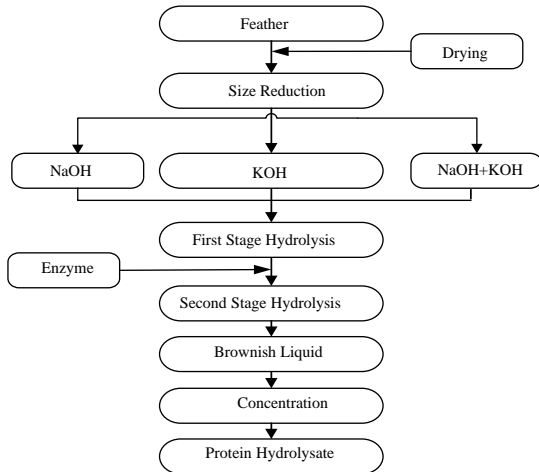 Feather
Drying
Size Reduction
NaOH
KOH
NaOH+KOH
First Stage Hydrolysis
Enzyme
Second Stage Hydrolysis
Brownish Liquid
Concentration
Protein Hydrolysate